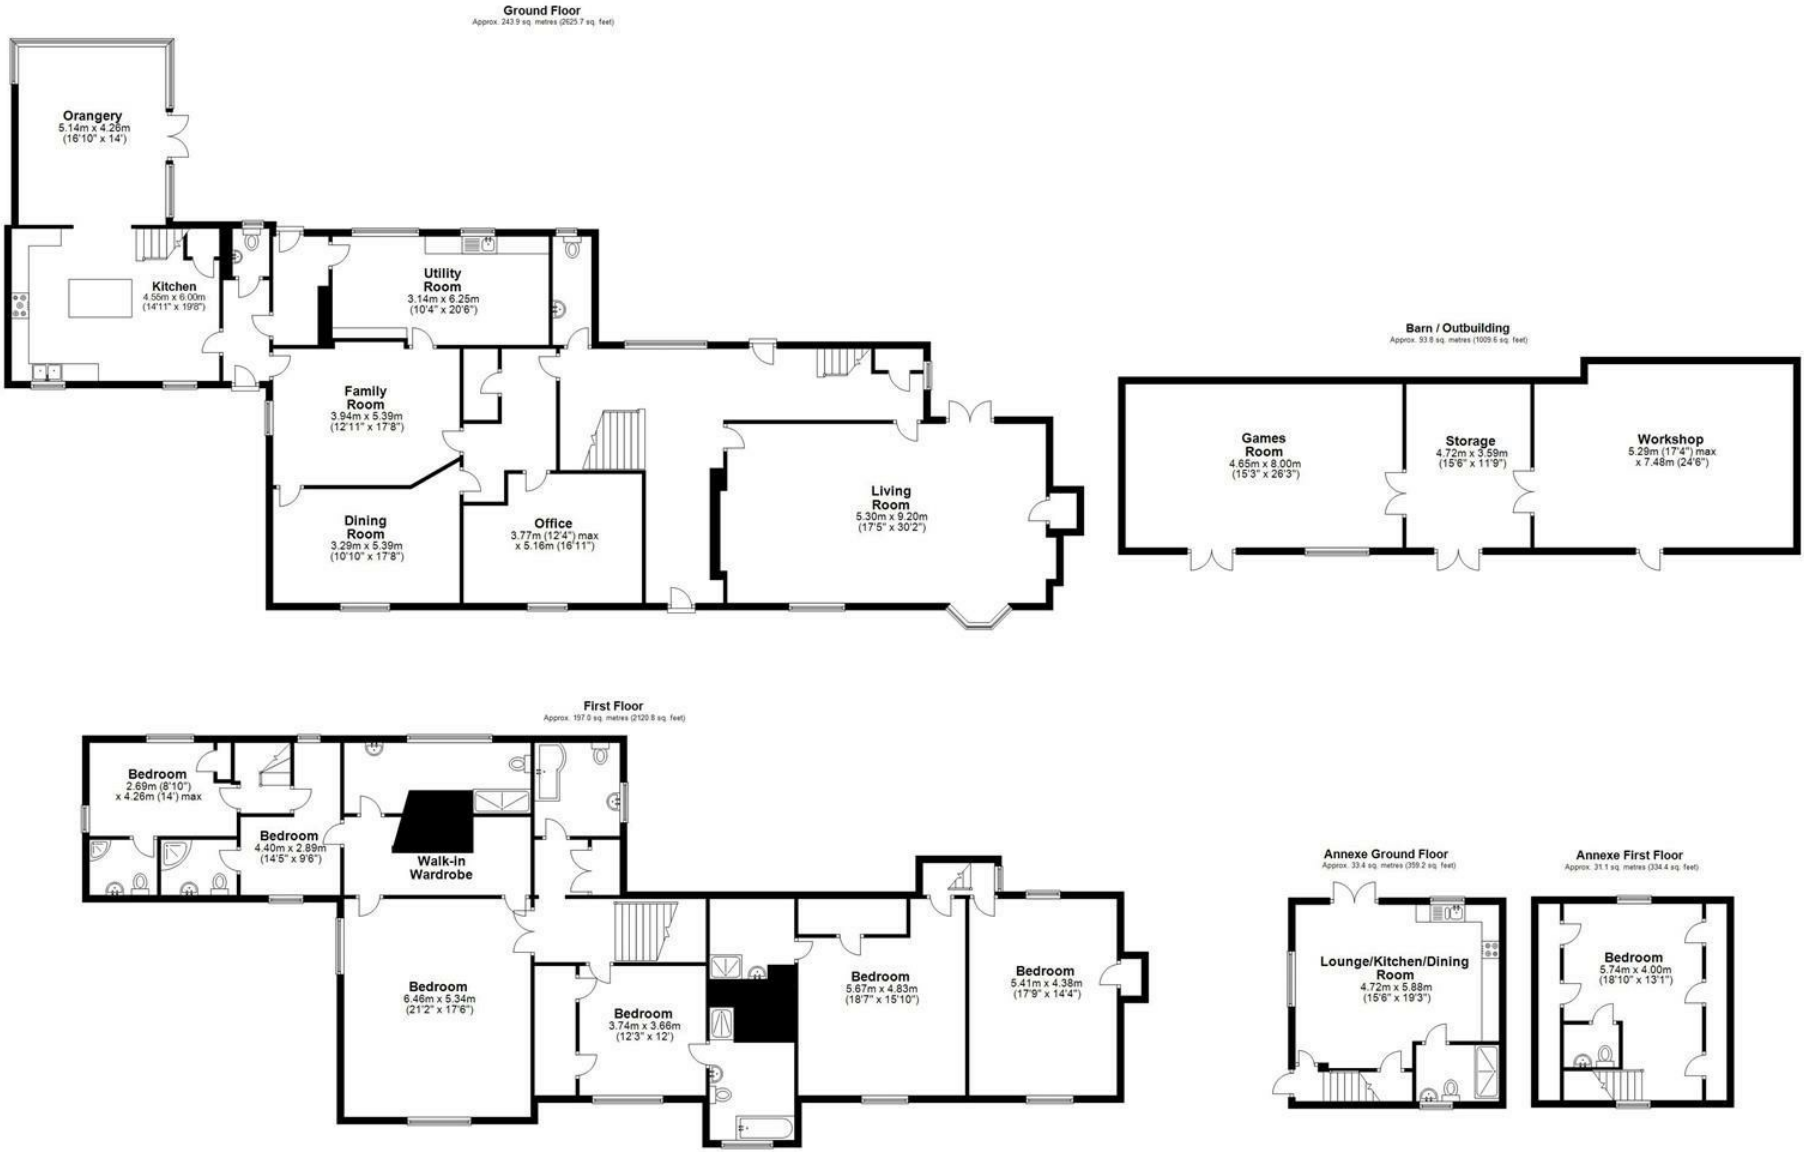 Ground Floor
Approx. 243.9 sq. metres (2625.7 sq. feet)
Orangery
5.14m x 4.26m
(16'10" x 14')
Kitchen
4.55m x 6.00m
(14'11" x 19'8")
Utility
Room
3.14m x 6.25m
(10'4" x 20'6")
Family
Room
3.94m x 5.39m
(12'11" x 17'8")
Dining
Room
3.29m x 5.39m
(10'10" x 17'8")
Office
3.77m (12'4") max
x 5.16m (16'11")
Living
Room
5.30m x 9.20m
(17'5" x 30'2")
Barn / Outbuilding
Approx. 93.8 sq. metres (1009.6 sq. feet)
Games
Room
4.65m x 8.00m
(15'3" x 26'3")
Storage
4.72m x 3.59m
(15'6" x 11'9")
Workshop
5.29m (17'4") max
x 7.48m (24'6")
First Floor
Approx. 197.0 sq. metres (2120.8 sq. feet)
Bedroom
2.69m (8'10")
x 4.26m (14') max
Bedroom
4.40m x 2.89m
(14'5" x 9'6")
Walk-in
Wardrobe
Bedroom
6.46m x 5.34m
(21'2" x 17'6")
Bedroom
3.74m x 3.66m
(12'3" x 12')
Bedroom
5.67m x 4.83m
(18'7" x 15'10")
Bedroom
5.41m x 4.38m
(17'9" x 14'4")
Annexe Ground Floor
Approx. 33.4 sq. metres (359.2 sq. feet)
Lounge/Kitchen/Dining
Room
4.72m x 5.88m
(15'6" x 19'3")
Annexe First Floor
Approx. 31.1 sq. metres (334.4 sq. feet)
Bedroom
5.74m x 4.00m
(18'10" x 13'1")